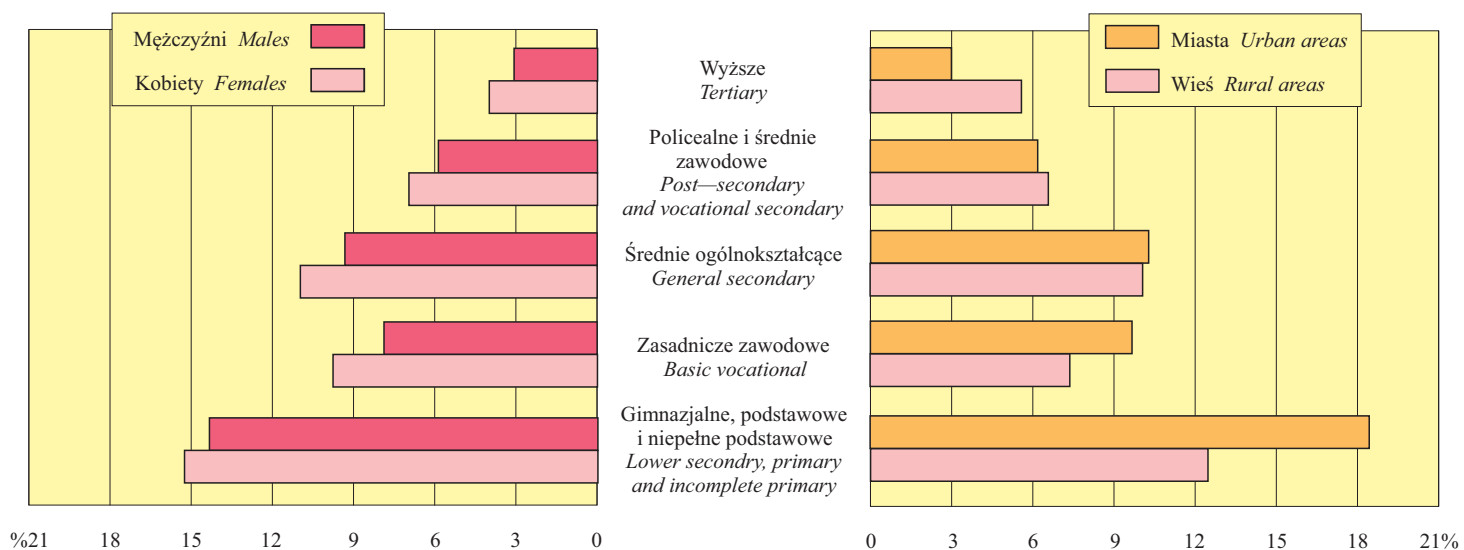 Mężczyźni Males
Kobiety Females
Miasta Urban areas
Wieś Rural areas
Wyższe
Tertiary
Policealne i średnie
zawodowe
Post—secondary
and vocational secondary
Średnie ogólnokształcące
General secondary
Zasadnicze zawodowe
Basic vocational
Gimnazjalne, podstawowe
i niepełne podstawowe
Lower secondry, primary
and incomplete primary
%21 18 15 12 9 6 3 0
0 3 6 9 12 15 18 21%